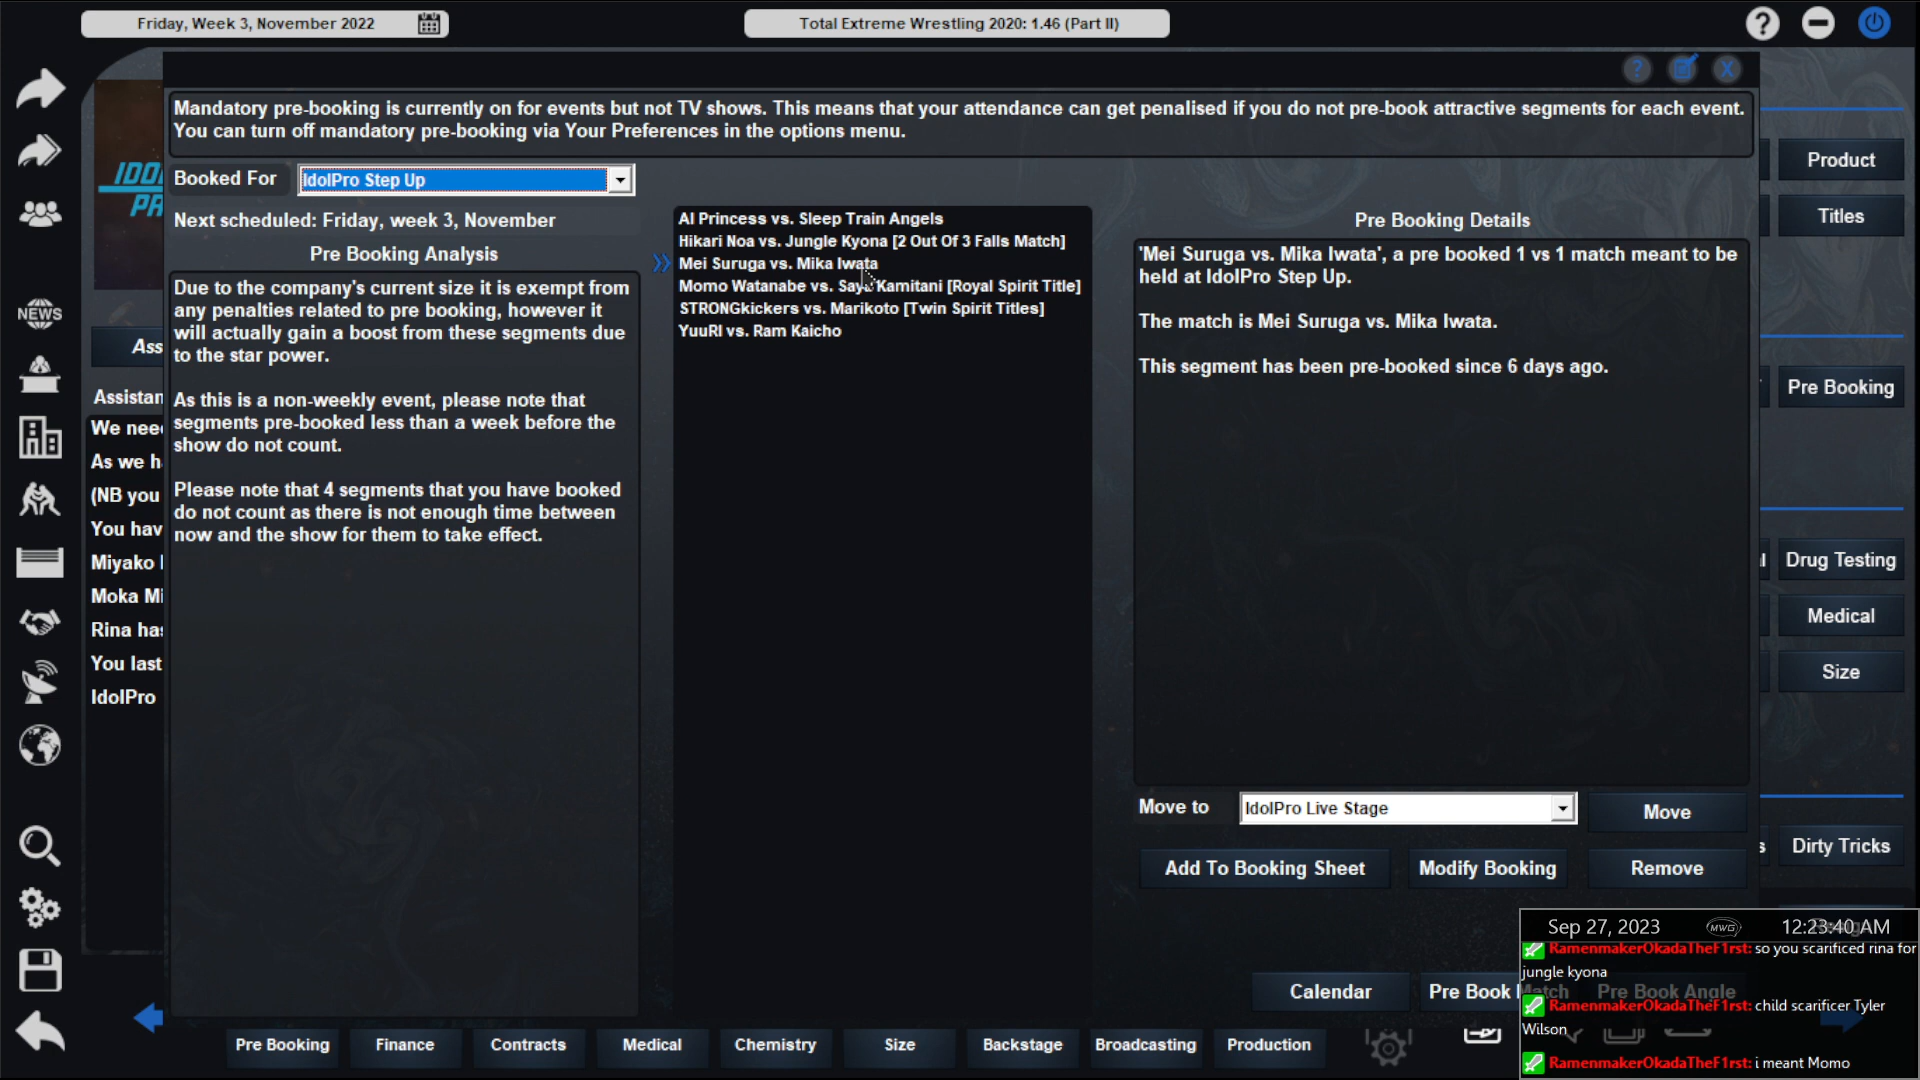 Friday, Week 3, November 2022
Total Extreme Wrestling 2020: 1.46 (Part II)
Mandatory pre-booking is currently on for events but not TV shows. This means that your attendance can get penalised if you do not pre-book attractive segments for each event.
You can turn off mandatory pre-booking via Your Preferences in the options menu.
Booked For
IdolPro Step Up
Next scheduled: Friday, week 3, November
Pre Booking Analysis
Due to the company's current size it is exempt from
any penalties related to pre booking, however it
will actually gain a boost from these segments due
to the star power.
As this is a non-weekly event, please note that
segments pre-booked less than a week before the
show do not count.
Please note that 4 segments that you have booked
do not count as there is not enough time between
now and the show for them to take effect.
AI Princess vs. Sleep Train Angels
Hikari Noa vs. Jungle Kyona [2 Out Of 3 Falls Match]
Mei Suruga vs. Mika Iwata
Momo Watanabe vs. Saya Kamitani [Royal Spirit Title]
STRONGkickers vs. Marikoto [Twin Spirit Titles]
YuuRI vs. Ram Kaicho
Pre Booking Details
'Mei Suruga vs. Mika Iwata', a pre booked 1 vs 1 match meant to be
held at IdolPro Step Up.
The match is Mei Suruga vs. Mika Iwata.
This segment has been pre-booked since 6 days ago.
Move to
IdolPro Live Stage
Move
Add To Booking Sheet
Modify Booking
Remove
Calendar
Pre Book Match
Pre Book Angle
Product
Titles
Pre Booking
Drug Testing
Medical
Size
Dirty Tricks
NEWS
IDO
PR
Ass
Assistan
We need
As we h
(NB you
You hav
Miyako
Moka Mi
Rina has
You last
IdolPro
Pre Booking
Finance
Contracts
Medical
Chemistry
Size
Backstage
Broadcasting
Production
Sep 27, 2023
MWG
12:23:40 AM
RamenmakerOkadaTheF1rst: so you scarificed rina for
jungle kyona
RamenmakerOkadaTheF1rst: child scarificer Tyler
Wilson
RamenmakerOkadaTheF1rst: i meant Momo